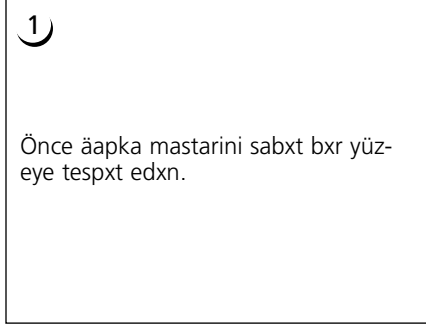 1
Önce äapka mastarini sabxt bxr yüz-
eye tespxt edxn.